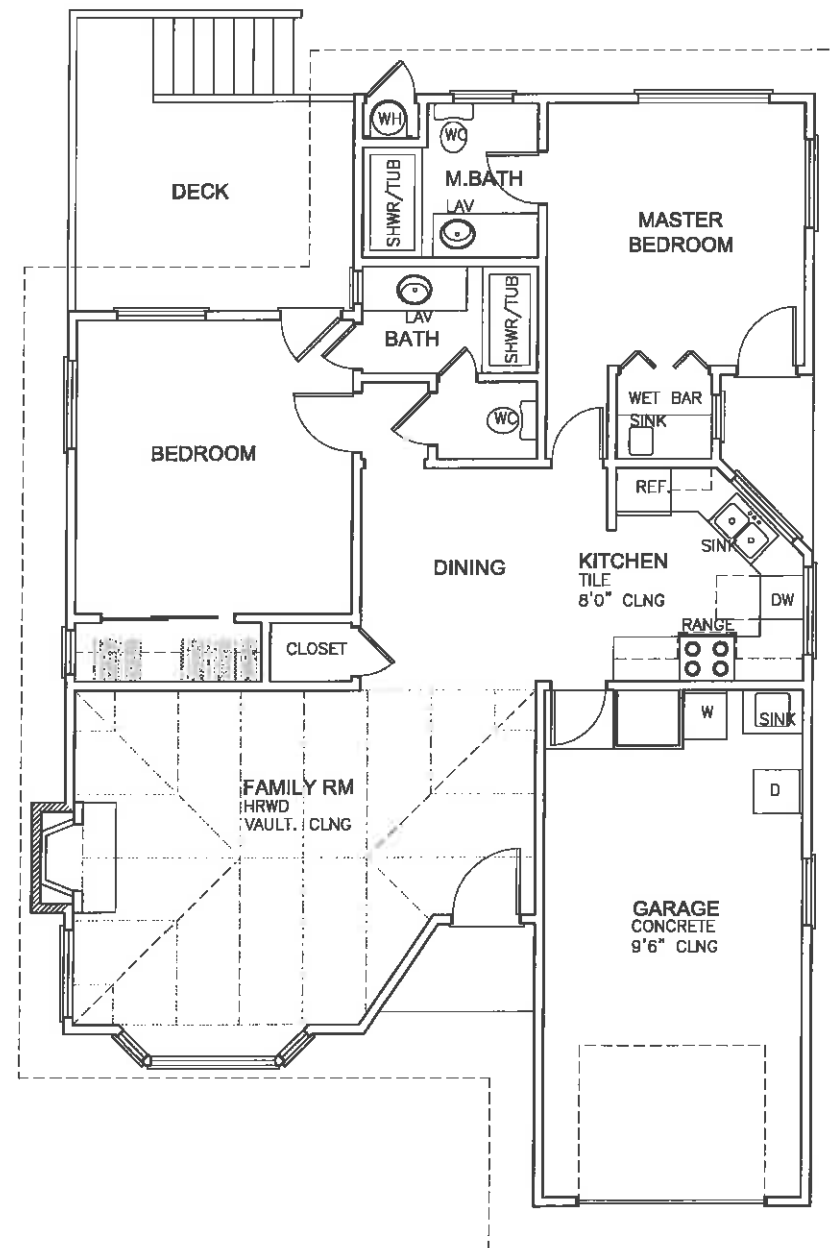 WH
WC
DECK
SHWR/TUB
M.BATH
LAV
MASTER
BEDROOM
LAV
BATH
SHWR/TUB
WET BAR
SINK
WC
BEDROOM
REF.
SINK
DINING
KITCHEN
TILE
8'0" CLNG
DW
RANGE
CLOSET
W
SINK
FAMILY RM
HRWD
VAULT. CLNG
D
GARAGE
CONCRETE
9'6" CLNG